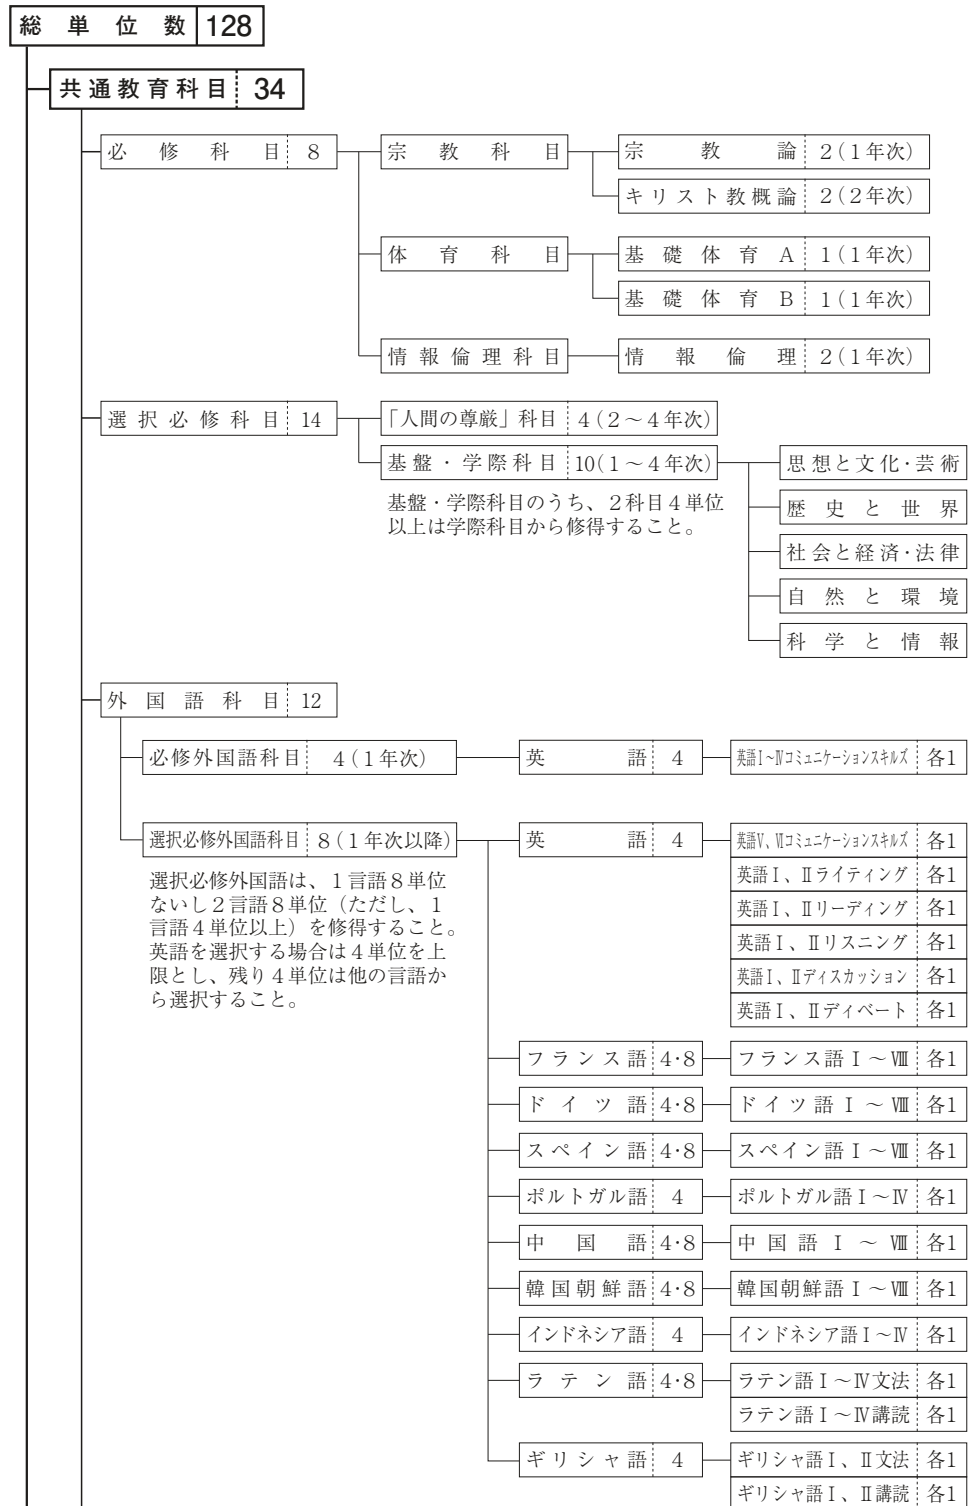 総単位数 128
共通教育科目 34
必修科目 8
宗教科目
宗教論 2(1年次)
キリスト教概論 2(2年次)
体育科目
基礎体育A 1(1年次)
基礎体育B 1(1年次)
情報倫理科目
情報倫理 2(1年次)
選択必修科目 14
「人間の尊厳」科目 4(2～4年次)
基盤・学際科目 10(1～4年次)
基盤・学際科目のうち、2科目4単位
以上は学際科目から修得すること。
思想と文化・芸術
歴史と世界
社会と経済・法律
自然と環境
科学と情報
外国語科目 12
必修外国語科目 4(1年次)
英語 4
英語Ⅰ～Ⅳコミュニケーションスキルズ 各1
選択必修外国語科目 8(1年次以降)
選択必修外国語は、1言語8単位
ないし2言語8単位（ただし、1
言語4単位以上）を修得すること。
英語を選択する場合は4単位を上
限とし、残り4単位は他の言語か
ら選択すること。
英語 4
英語Ⅴ、Ⅵコミュニケーションスキルズ 各1
英語Ⅰ、Ⅱライティング 各1
英語Ⅰ、Ⅱリーディング 各1
英語Ⅰ、Ⅱリスニング 各1
英語Ⅰ、Ⅱディスカッション 各1
英語Ⅰ、Ⅱディベート 各1
フランス語 4・8 フランス語Ⅰ～Ⅷ 各1
ドイツ語 4・8 ドイツ語Ⅰ～Ⅷ 各1
スペイン語 4・8 スペイン語Ⅰ～Ⅷ 各1
ポルトガル語 4 ポルトガル語Ⅰ～Ⅳ 各1
中国語 4・8 中国語Ⅰ～Ⅷ 各1
韓国朝鮮語 4・8 韓国朝鮮語Ⅰ～Ⅷ 各1
インドネシア語 4 インドネシア語Ⅰ～Ⅳ 各1
ラテン語 4・8 ラテン語Ⅰ～Ⅳ文法 各1
ラテン語Ⅰ～Ⅳ講読 各1
ギリシャ語 4 ギリシャ語Ⅰ、Ⅱ文法 各1
ギリシャ語Ⅰ、Ⅱ講読 各1